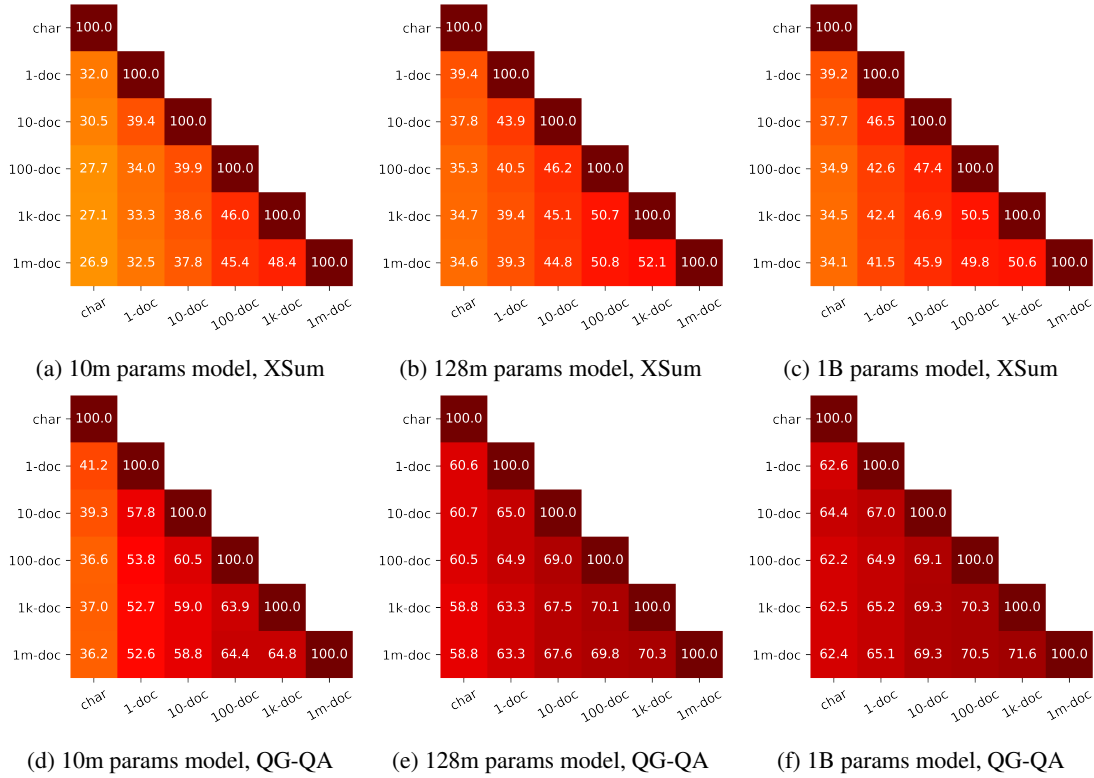 char 100.0
1-doc 32.0 100.0
10-doc 30.5 39.4 100.0
100-doc 27.7 34.0 39.9 100.0
1k-doc 27.1 33.3 38.6 46.0 100.0
1m-doc 26.9 32.5 37.8 45.4 48.4 100.0
char 1-doc 10-doc 100-doc 1k-doc 1m-doc
(a) 10m params model, XSum
char 100.0
1-doc 39.4 100.0
10-doc 37.8 43.9 100.0
100-doc 35.3 40.5 46.2 100.0
1k-doc 34.7 39.4 45.1 50.7 100.0
1m-doc 34.6 39.3 44.8 50.8 52.1 100.0
char 1-doc 10-doc 100-doc 1k-doc 1m-doc
(b) 128m params model, XSum
char 100.0
1-doc 39.2 100.0
10-doc 37.7 46.5 100.0
100-doc 34.9 42.6 47.4 100.0
1k-doc 34.5 42.4 46.9 50.5 100.0
1m-doc 34.1 41.5 45.9 49.8 50.6 100.0
char 1-doc 10-doc 100-doc 1k-doc 1m-doc
(c) 1B params model, XSum
char 100.0
1-doc 41.2 100.0
10-doc 39.3 57.8 100.0
100-doc 36.6 53.8 60.5 100.0
1k-doc 37.0 52.7 59.0 63.9 100.0
1m-doc 36.2 52.6 58.8 64.4 64.8 100.0
char 1-doc 10-doc 100-doc 1k-doc 1m-doc
(d) 10m params model, QG-QA
char 100.0
1-doc 60.6 100.0
10-doc 60.7 65.0 100.0
100-doc 60.5 64.9 69.0 100.0
1k-doc 58.8 63.3 67.5 70.1 100.0
1m-doc 58.8 63.3 67.6 69.8 70.3 100.0
char 1-doc 10-doc 100-doc 1k-doc 1m-doc
(e) 128m params model, QG-QA
char 100.0
1-doc 62.6 100.0
10-doc 64.4 67.0 100.0
100-doc 62.2 64.9 69.1 100.0
1k-doc 62.5 65.2 69.3 70.3 100.0
1m-doc 62.4 65.1 69.3 70.5 71.6 100.0
char 1-doc 10-doc 100-doc 1k-doc 1m-doc
(f) 1B params model, QG-QA